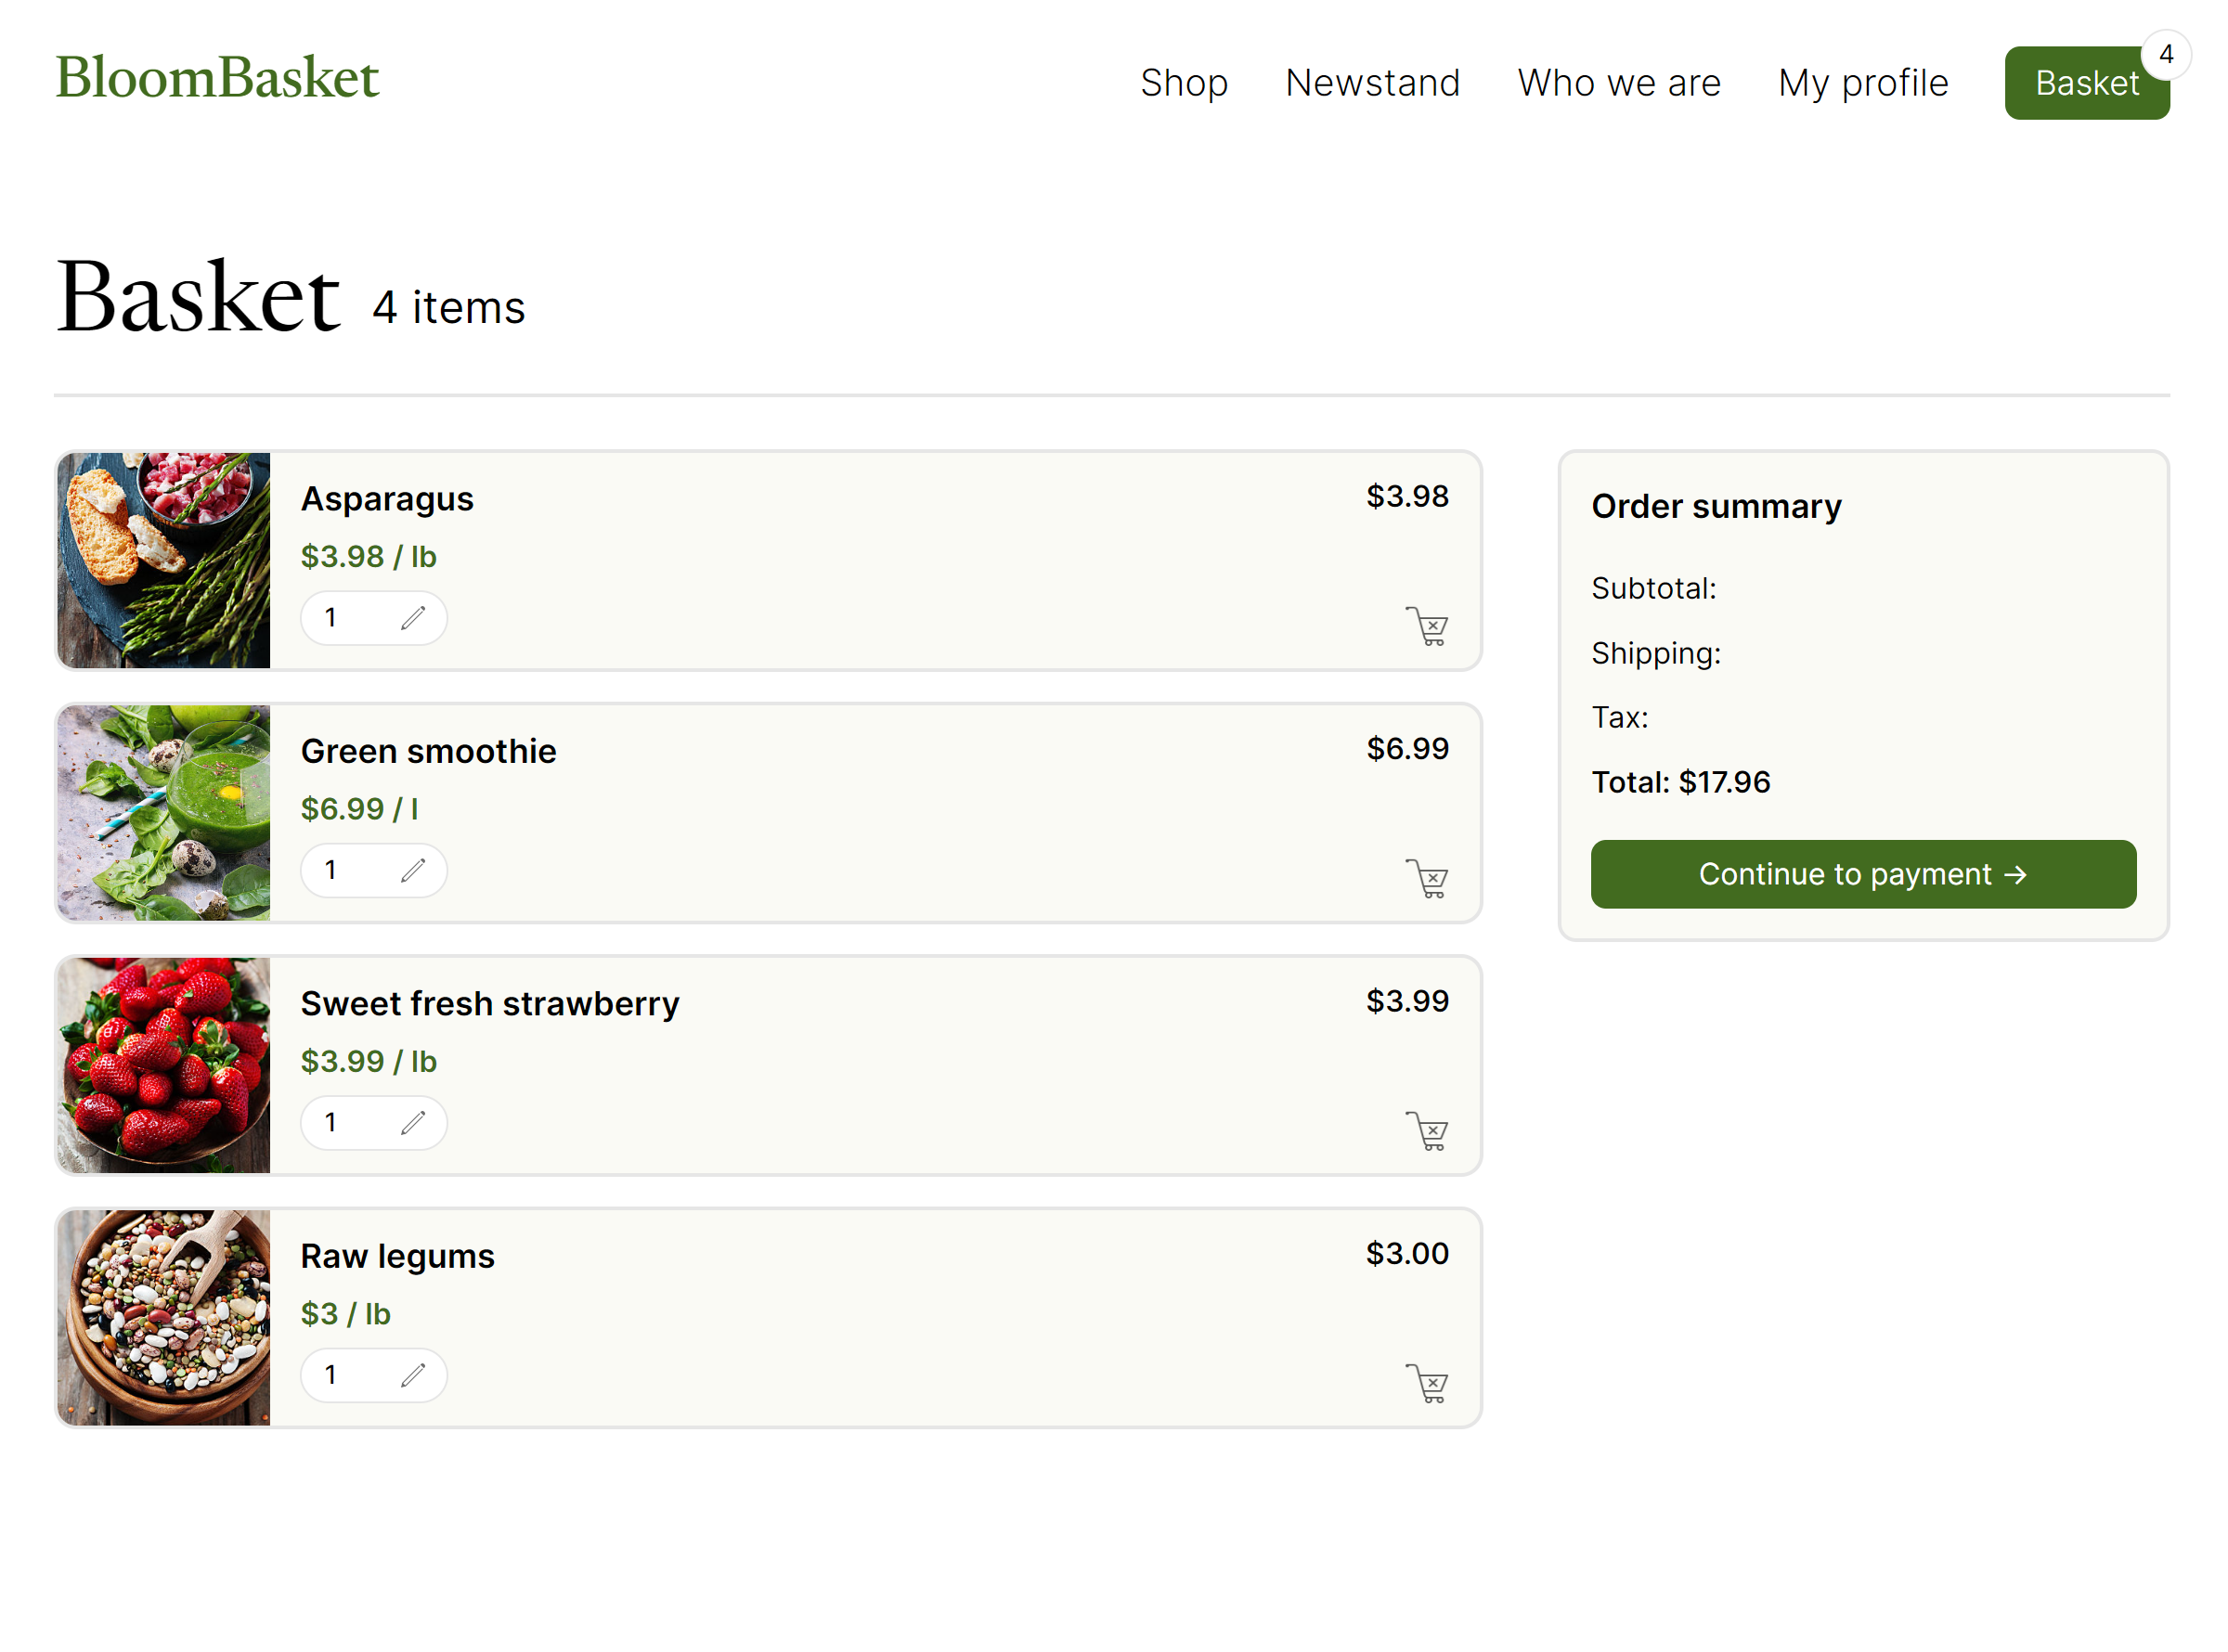 BloomBasket
Shop Newstand Who we are My profile Basket 4
Basket 4 items
Asparagus
$3.98
$3.98 / lb
1
Green smoothie
$6.99
$6.99 / l
1
Sweet fresh strawberry
$3.99
$3.99 / lb
1
Raw legums
$3.00
$3 / lb
1
Order summary
Subtotal:
Shipping:
Tax:
Total: $17.96
Continue to payment →